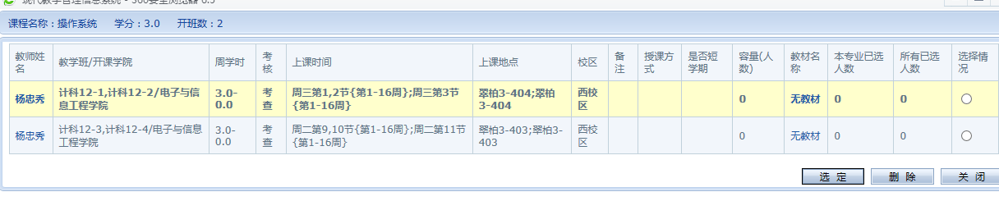 现代教学管理信息系统 - 360安全浏览器 6.3
课程名称：操作系统 学分：3.0 开班数：2
教师姓名 教学班/开课学院 周学时 考核 上课时间 上课地点 校区 备注 授课方式 是否短学期 容量(人数) 教材名称 本专业已选人数 所有已选人数 选择情况
杨忠秀 计科12-1,计科12-2/电子与信息工程学院 3.0-0.0 考查 周三第1,2节{第1-16周};周三第3节{第1-16周} 翠柏3-404;翠柏3-404 西校区 0 无教材 0 0
杨忠秀 计科12-3,计科12-4/电子与信息工程学院 3.0-0.0 考查 周二第9,10节{第1-16周};周二第11节{第1-16周} 翠柏3-403;翠柏3-403 西校区 0 无教材 0 0
选 定 删 除 关 闭